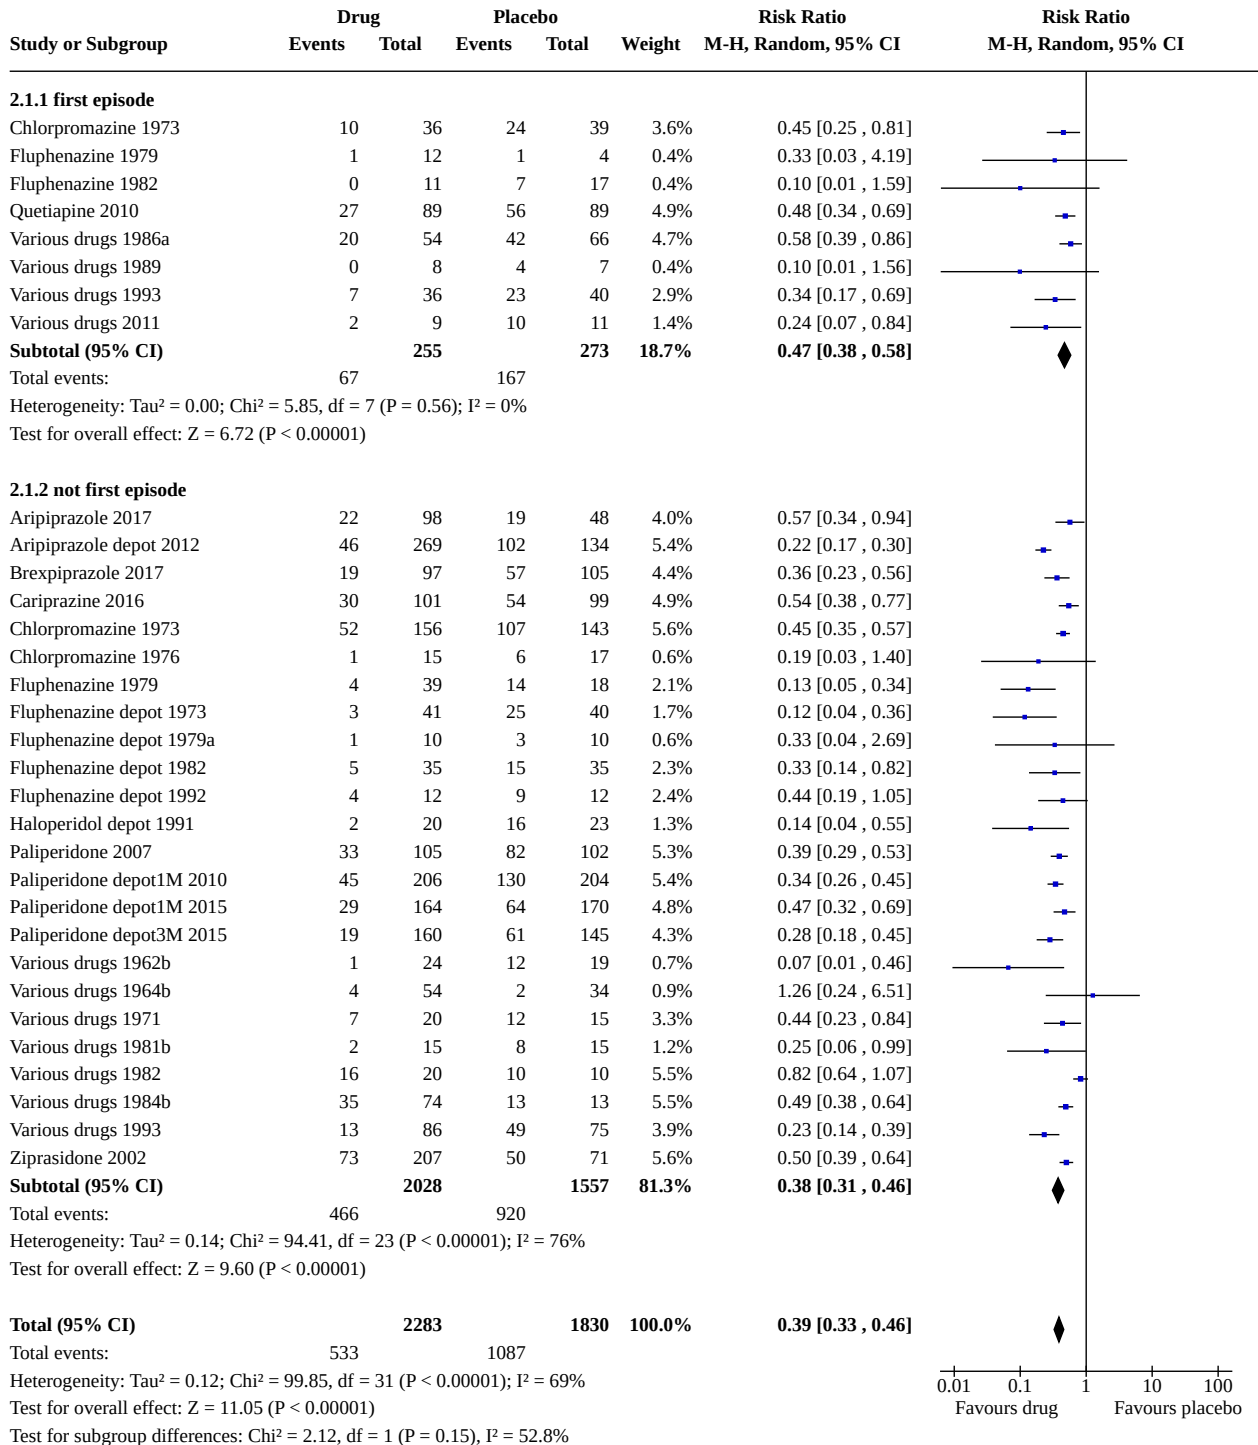 Drug Placebo Risk Ratio Risk Ratio
Study or Subgroup Events Total Events Total Weight M-H, Random, 95% CI M-H, Random, 95% CI
2.1.1 first episode
Chlorpromazine 1973 10 36 24 39 3.6% 0.45 [0.25 , 0.81]
Fluphenazine 1979 1 12 1 4 0.4% 0.33 [0.03 , 4.19]
Fluphenazine 1982 0 11 7 17 0.4% 0.10 [0.01 , 1.59]
Quetiapine 2010 27 89 56 89 4.9% 0.48 [0.34 , 0.69]
Various drugs 1986a 20 54 42 66 4.7% 0.58 [0.39 , 0.86]
Various drugs 1989 0 8 4 7 0.4% 0.10 [0.01 , 1.56]
Various drugs 1993 7 36 23 40 2.9% 0.34 [0.17 , 0.69]
Various drugs 2011 2 9 10 11 1.4% 0.24 [0.07 , 0.84]
Subtotal (95% CI) 255 273 18.7% 0.47 [0.38 , 0.58]
Total events: 67 167
Heterogeneity: Tau² = 0.00; Chi² = 5.85, df = 7 (P = 0.56); I² = 0%
Test for overall effect: Z = 6.72 (P < 0.00001)
2.1.2 not first episode
Aripiprazole 2017 22 98 19 48 4.0% 0.57 [0.34 , 0.94]
Aripiprazole depot 2012 46 269 102 134 5.4% 0.22 [0.17 , 0.30]
Brexpiprazole 2017 19 97 57 105 4.4% 0.36 [0.23 , 0.56]
Cariprazine 2016 30 101 54 99 4.9% 0.54 [0.38 , 0.77]
Chlorpromazine 1973 52 156 107 143 5.6% 0.45 [0.35 , 0.57]
Chlorpromazine 1976 1 15 6 17 0.6% 0.19 [0.03 , 1.40]
Fluphenazine 1979 4 39 14 18 2.1% 0.13 [0.05 , 0.34]
Fluphenazine depot 1973 3 41 25 40 1.7% 0.12 [0.04 , 0.36]
Fluphenazine depot 1979a 1 10 3 10 0.6% 0.33 [0.04 , 2.69]
Fluphenazine depot 1982 5 35 15 35 2.3% 0.33 [0.14 , 0.82]
Fluphenazine depot 1992 4 12 9 12 2.4% 0.44 [0.19 , 1.05]
Haloperidol depot 1991 2 20 16 23 1.3% 0.14 [0.04 , 0.55]
Paliperidone 2007 33 105 82 102 5.3% 0.39 [0.29 , 0.53]
Paliperidone depot1M 2010 45 206 130 204 5.4% 0.34 [0.26 , 0.45]
Paliperidone depot1M 2015 29 164 64 170 4.8% 0.47 [0.32 , 0.69]
Paliperidone depot3M 2015 19 160 61 145 4.3% 0.28 [0.18 , 0.45]
Various drugs 1962b 1 24 12 19 0.7% 0.07 [0.01 , 0.46]
Various drugs 1964b 4 54 2 34 0.9% 1.26 [0.24 , 6.51]
Various drugs 1971 7 20 12 15 3.3% 0.44 [0.23 , 0.84]
Various drugs 1981b 2 15 8 15 1.2% 0.25 [0.06 , 0.99]
Various drugs 1982 16 20 10 10 5.5% 0.82 [0.64 , 1.07]
Various drugs 1984b 35 74 13 13 5.5% 0.49 [0.38 , 0.64]
Various drugs 1993 13 86 49 75 3.9% 0.23 [0.14 , 0.39]
Ziprasidone 2002 73 207 50 71 5.6% 0.50 [0.39 , 0.64]
Subtotal (95% CI) 2028 1557 81.3% 0.38 [0.31 , 0.46]
Total events: 466 920
Heterogeneity: Tau² = 0.14; Chi² = 94.41, df = 23 (P < 0.00001); I² = 76%
Test for overall effect: Z = 9.60 (P < 0.00001)
Total (95% CI) 2283 1830 100.0% 0.39 [0.33 , 0.46]
Total events: 533 1087
Heterogeneity: Tau² = 0.12; Chi² = 99.85, df = 31 (P < 0.00001); I² = 69% 0.01 0.1 1 10 100
Test for overall effect: Z = 11.05 (P < 0.00001) Favours drug Favours placebo
Test for subgroup differences: Chi² = 2.12, df = 1 (P = 0.15), I² = 52.8%